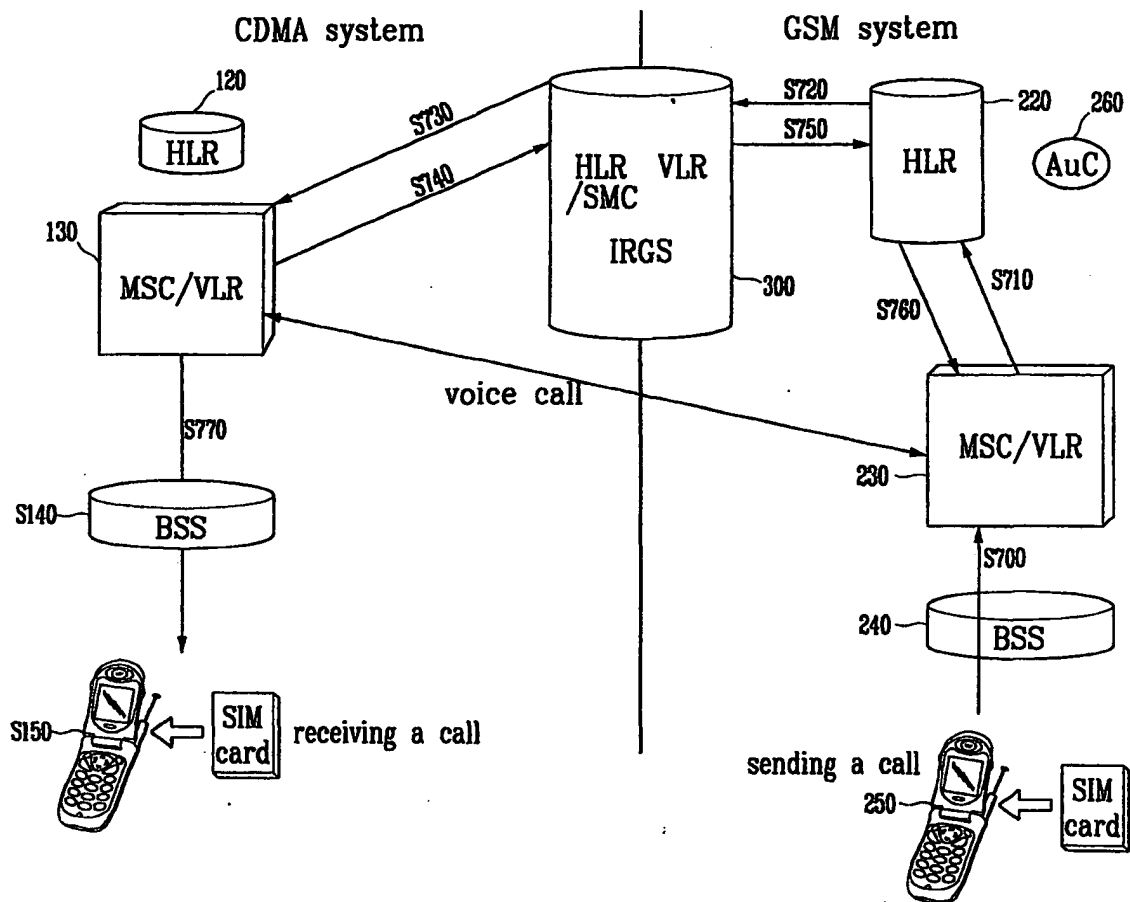 CDMA system
GSM system
120
HLR
S730
S740
S720
S750
220
260
HLR
AuC
HLR VLR
/SMC
IRGS
300
130
MSC/VLR
S760
S710
voice call
MSC/VLR
230
S770
S140
BSS
S700
240
BSS
S150
SIM
card
receiving a call
sending a call
250
SIM
card